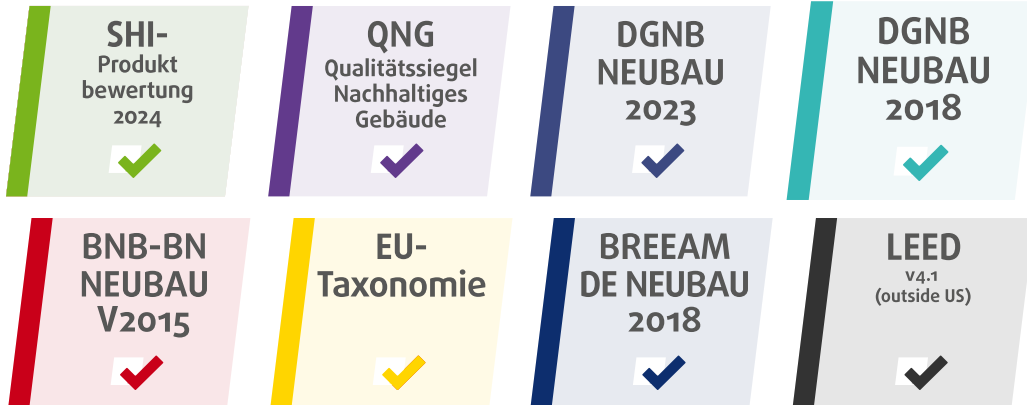 SHI-
Produkt
bewertung
2024
QNG
Qualitätssiegel
Nachhaltiges
Gebäude
DGNB
NEUBAU
2023
DGNB
NEUBAU
2018
BNB-BN
NEUBAU
V2015
EU-
Taxonomie
BREEAM
DE NEUBAU
2018
LEED
v4.1
(outside US)